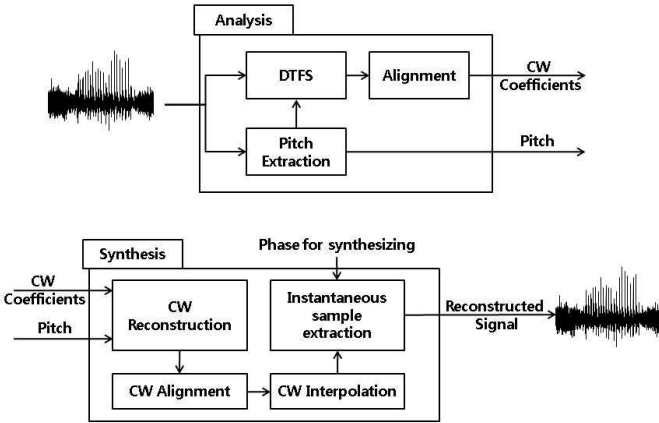 Analysis
DTFS
Alignment
CW
Coefficients
Pitch
Extraction
Pitch
Synthesis
Phase for synthesizing
CW
Coefficients
Pitch
CW
Reconstruction
Instantaneous
sample
extraction
Reconstructed
Signal
CW Alignment
CW Interpolation